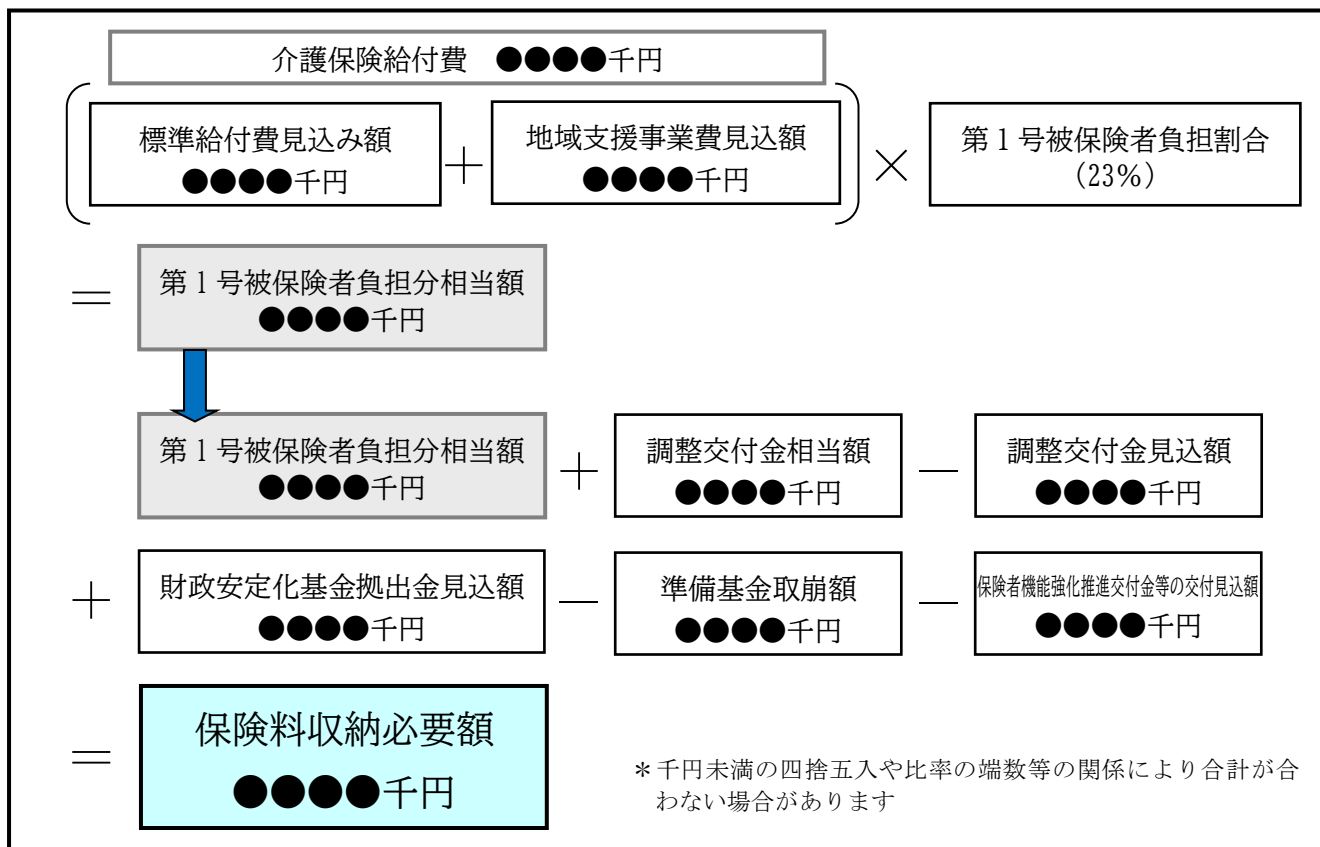 介護保険給付費　●●●●千円
標準給付費見込み額
●●●●千円
＋
地域支援事業費見込額
●●●●千円
×
第１号被保険者負担割合
(23%)
＝
第１号被保険者負担分相当額
●●●●千円
第１号被保険者負担分相当額
●●●●千円
＋
調整交付金相当額
●●●●千円
－
調整交付金見込額
●●●●千円
＋
財政安定化基金拠出金見込額
●●●●千円
－
準備基金取崩額
●●●●千円
－
保険者機能強化推進交付金等の交付見込額
●●●●千円
＝
保険料収納必要額
●●●●千円
＊千円未満の四捨五入や比率の端数等の関係により合計が合
わない場合があります